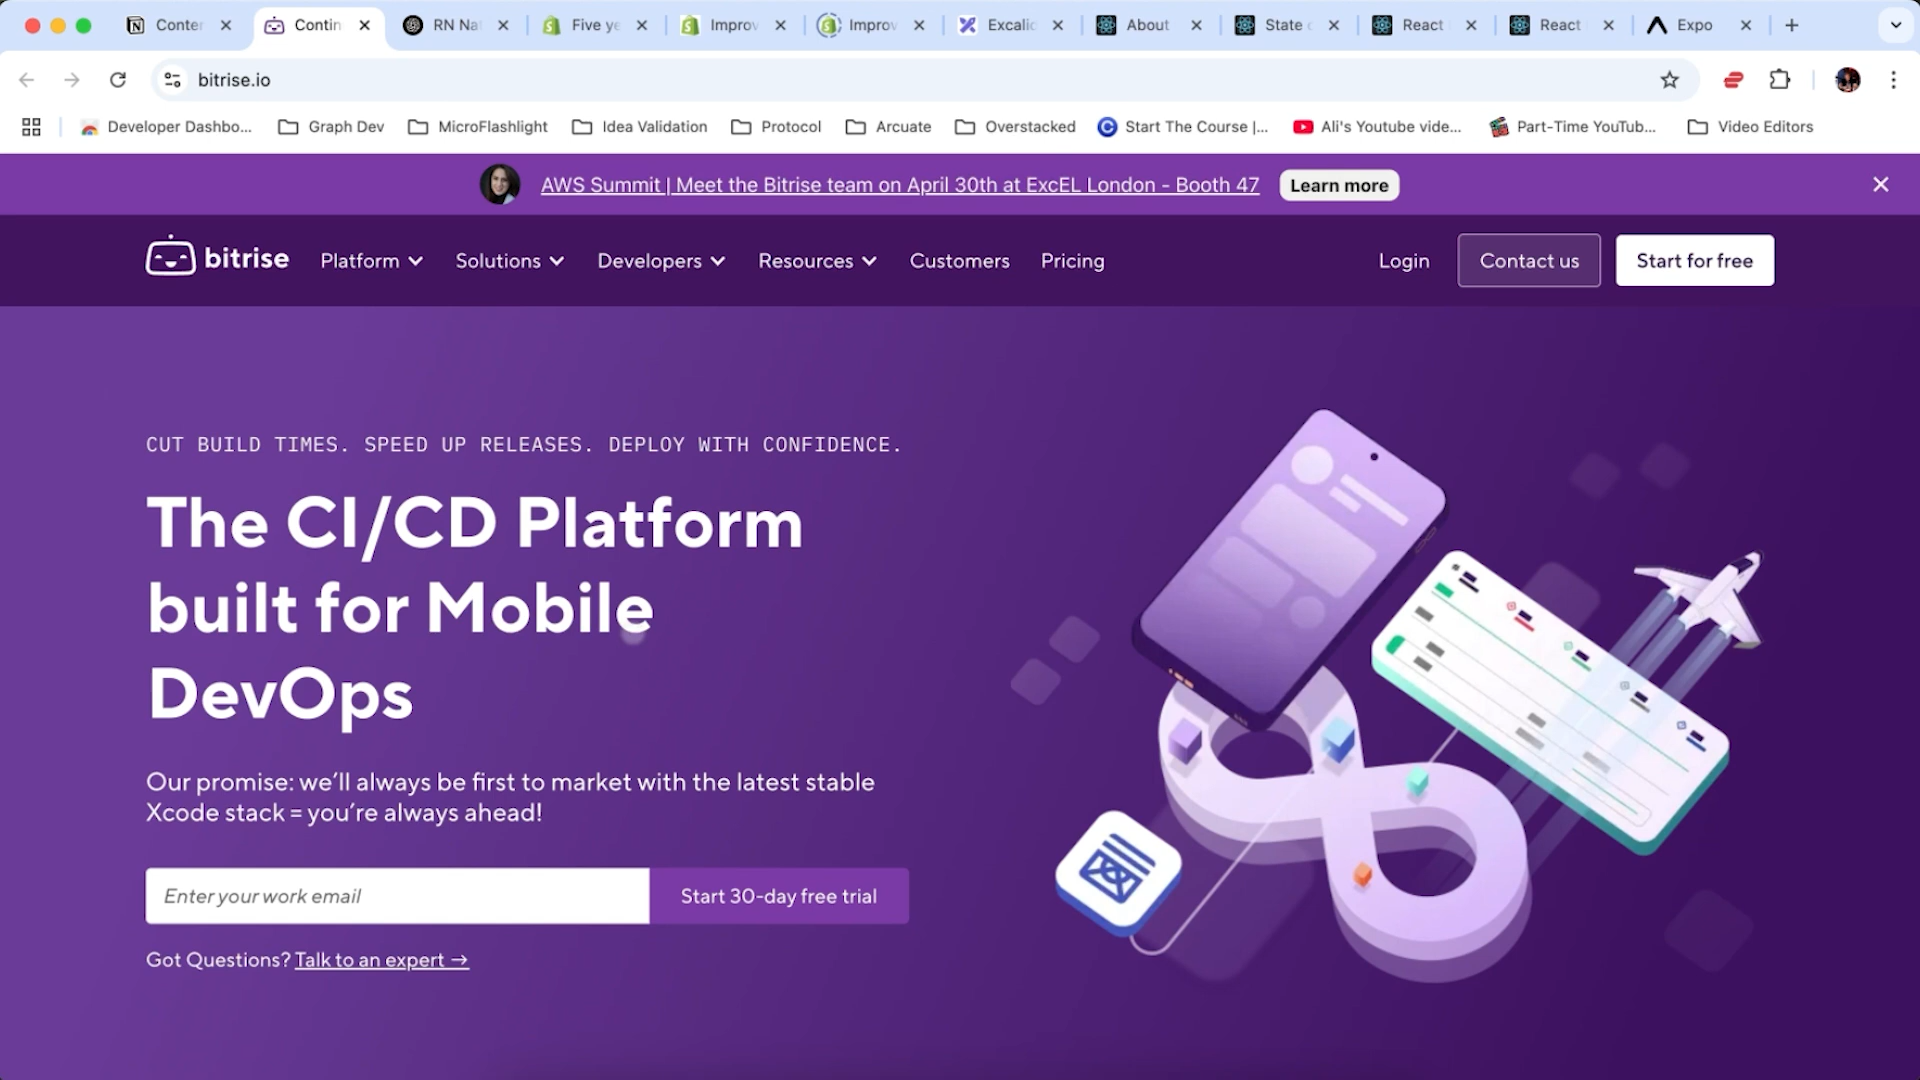 Conter
Contin
RN Na
Five ye
Improv
Improv
Excalid
About
State o
React
React
Expo
bitrise.io
Developer Dashbo...
Graph Dev
MicroFlashlight
Idea Validation
Protocol
Arcuate
Overstacked
Start The Course |...
Ali's Youtube vide...
Part-Time YouTub...
Video Editors
AWS Summit | Meet the Bitrise team on April 30th at ExcEL London - Booth 47
Learn more
bitrise
Platform
Solutions
Developers
Resources
Customers
Pricing
Login
Contact us
Start for free
CUT BUILD TIMES. SPEED UP RELEASES. DEPLOY WITH CONFIDENCE.
The CI/CD Platform
built for Mobile
DevOps
Our promise: we’ll always be first to market with the latest stable
Xcode stack = you’re always ahead!
Enter your work email
Start 30-day free trial
Got Questions? Talk to an expert →